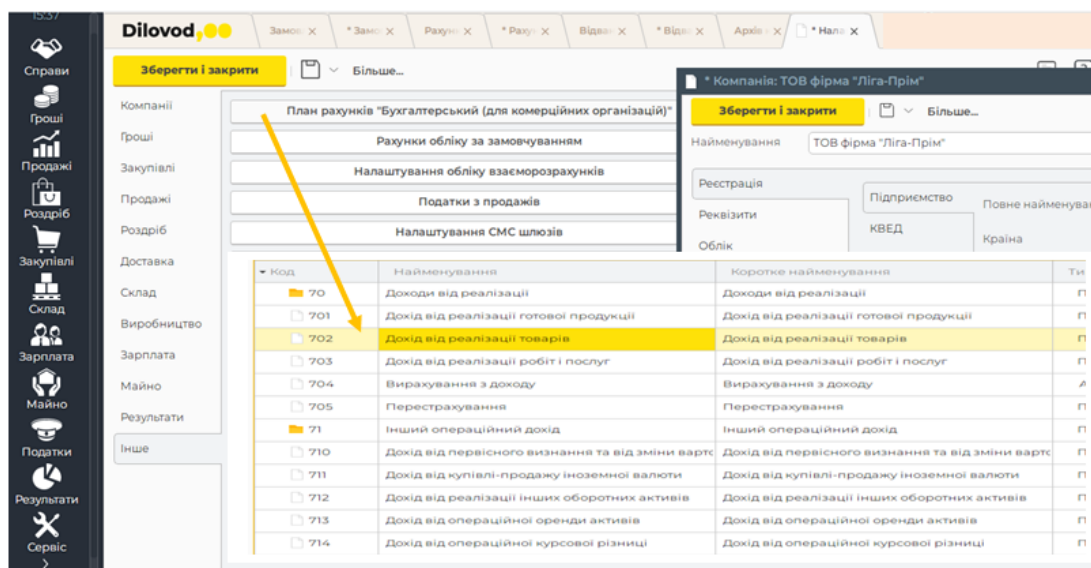 15:37
Справи
Гроші
Продажі
Роздріб
Закупівлі
Склад
Зарплата
Майно
Податки
Результати
Сервіс
Dilovod
* Рахун
Архів
* Нала
Зберегти і закрити
Більше...
Компанії
Гроші
Закупівлі
Продажі
Роздріб
Доставка
Склад
Виробництво
Зарплата
Майно
Результати
Інше
План рахунків "Бухгалтерський (для комерційних організацій)"
Рахунки обліку за замовчуванням
Налаштування обліку взаєморозрахунків
Податки з продажів
Налаштування СМС шлюзів
* Компанія: ТОВ фірма "Ліга-Прім"
Зберегти і закрити
Більше...
Найменування ТОВ фірма "Ліга-Прім"
Реєстрація
Реквізити
Облік
Підприємство
КВЕД
Повне найменуван
Країна
Код Найменування Коротке найменування Ти
70 Доходи від реалізації Доходи від реалізації П
701 Дохід від реалізації готової продукції Дохід від реалізації готової продукції П
702 Дохід від реалізації товарів Дохід від реалізації товарів П
703 Дохід від реалізації робіт і послуг Дохід від реалізації робіт і послуг П
704 Вирахування з доходу Вирахування з доходу А
705 Перестрахування Перестрахування П
71 Інший операційний дохід Інший операційний дохід П
710 Дохід від первісного визнання та від зміни варто Дохід від первісного визнання та від зміни варто П
711 Дохід від купівлі-продажу іноземної валюти Дохід від купівлі-продажу іноземної валюти П
712 Дохід від реалізації інших оборотних активів Дохід від реалізації інших оборотних активів П
713 Дохід від операційної оренди активів Дохід від операційної оренди активів П
714 Дохід від операційної курсової різниці Дохід від операційної курсової різниці П